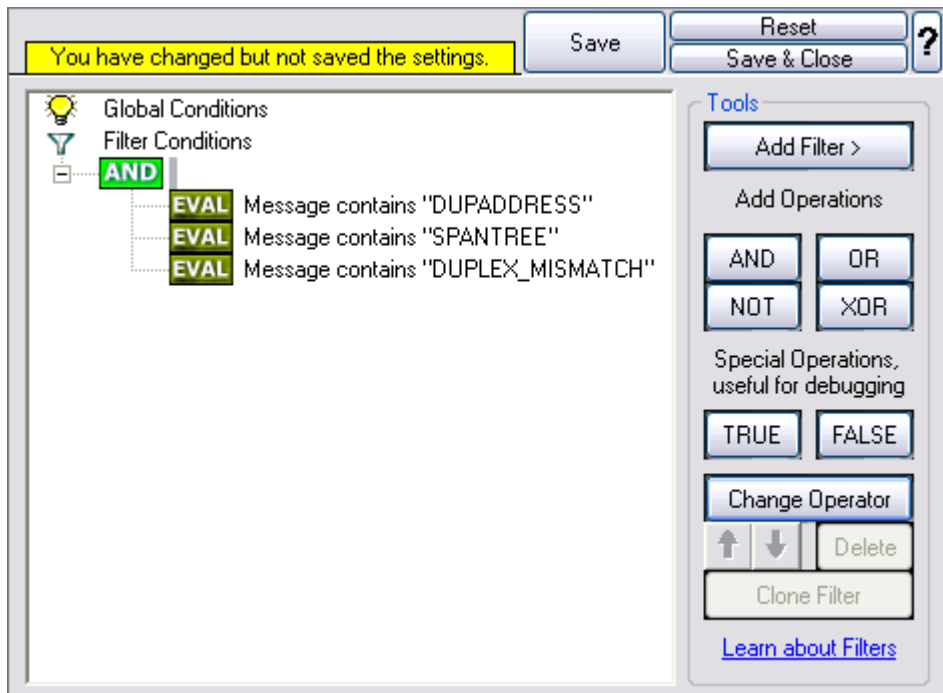 You have changed but not saved the settings.
Save
Reset
Save & Close
?
Global Conditions
Filter Conditions
AND
EVAL Message contains "DUPADDRESS"
EVAL Message contains "SPANTREE"
EVAL Message contains "DUPLEX_MISMATCH"
Tools
Add Filter >
Add Operations
AND OR
NOT XOR
Special Operations,
useful for debugging
TRUE FALSE
Change Operator
Delete
Clone Filter
Learn about Filters